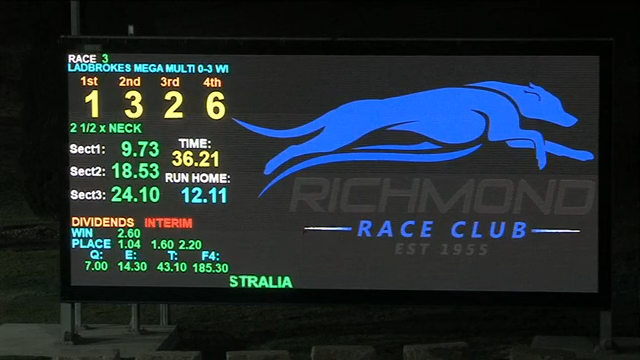 RACE 3
LADBROKES MEGA MULTI 0-3 WI
1st 2nd 3rd 4th
1 3 2 6
2 1/2 x NECK
Sect1: 9.73
Sect2: 18.53
Sect3: 24.10
TIME:
36.21
RUN HOME:
12.11
DIVIDENDS INTERIM
WIN 2.60
PLACE 1.04 1.60 2.20
Q: E: T: F4:
7.00 14.30 43.10 185.30
STRALIA
RICHMOND
RACE CLUB
EST 1955